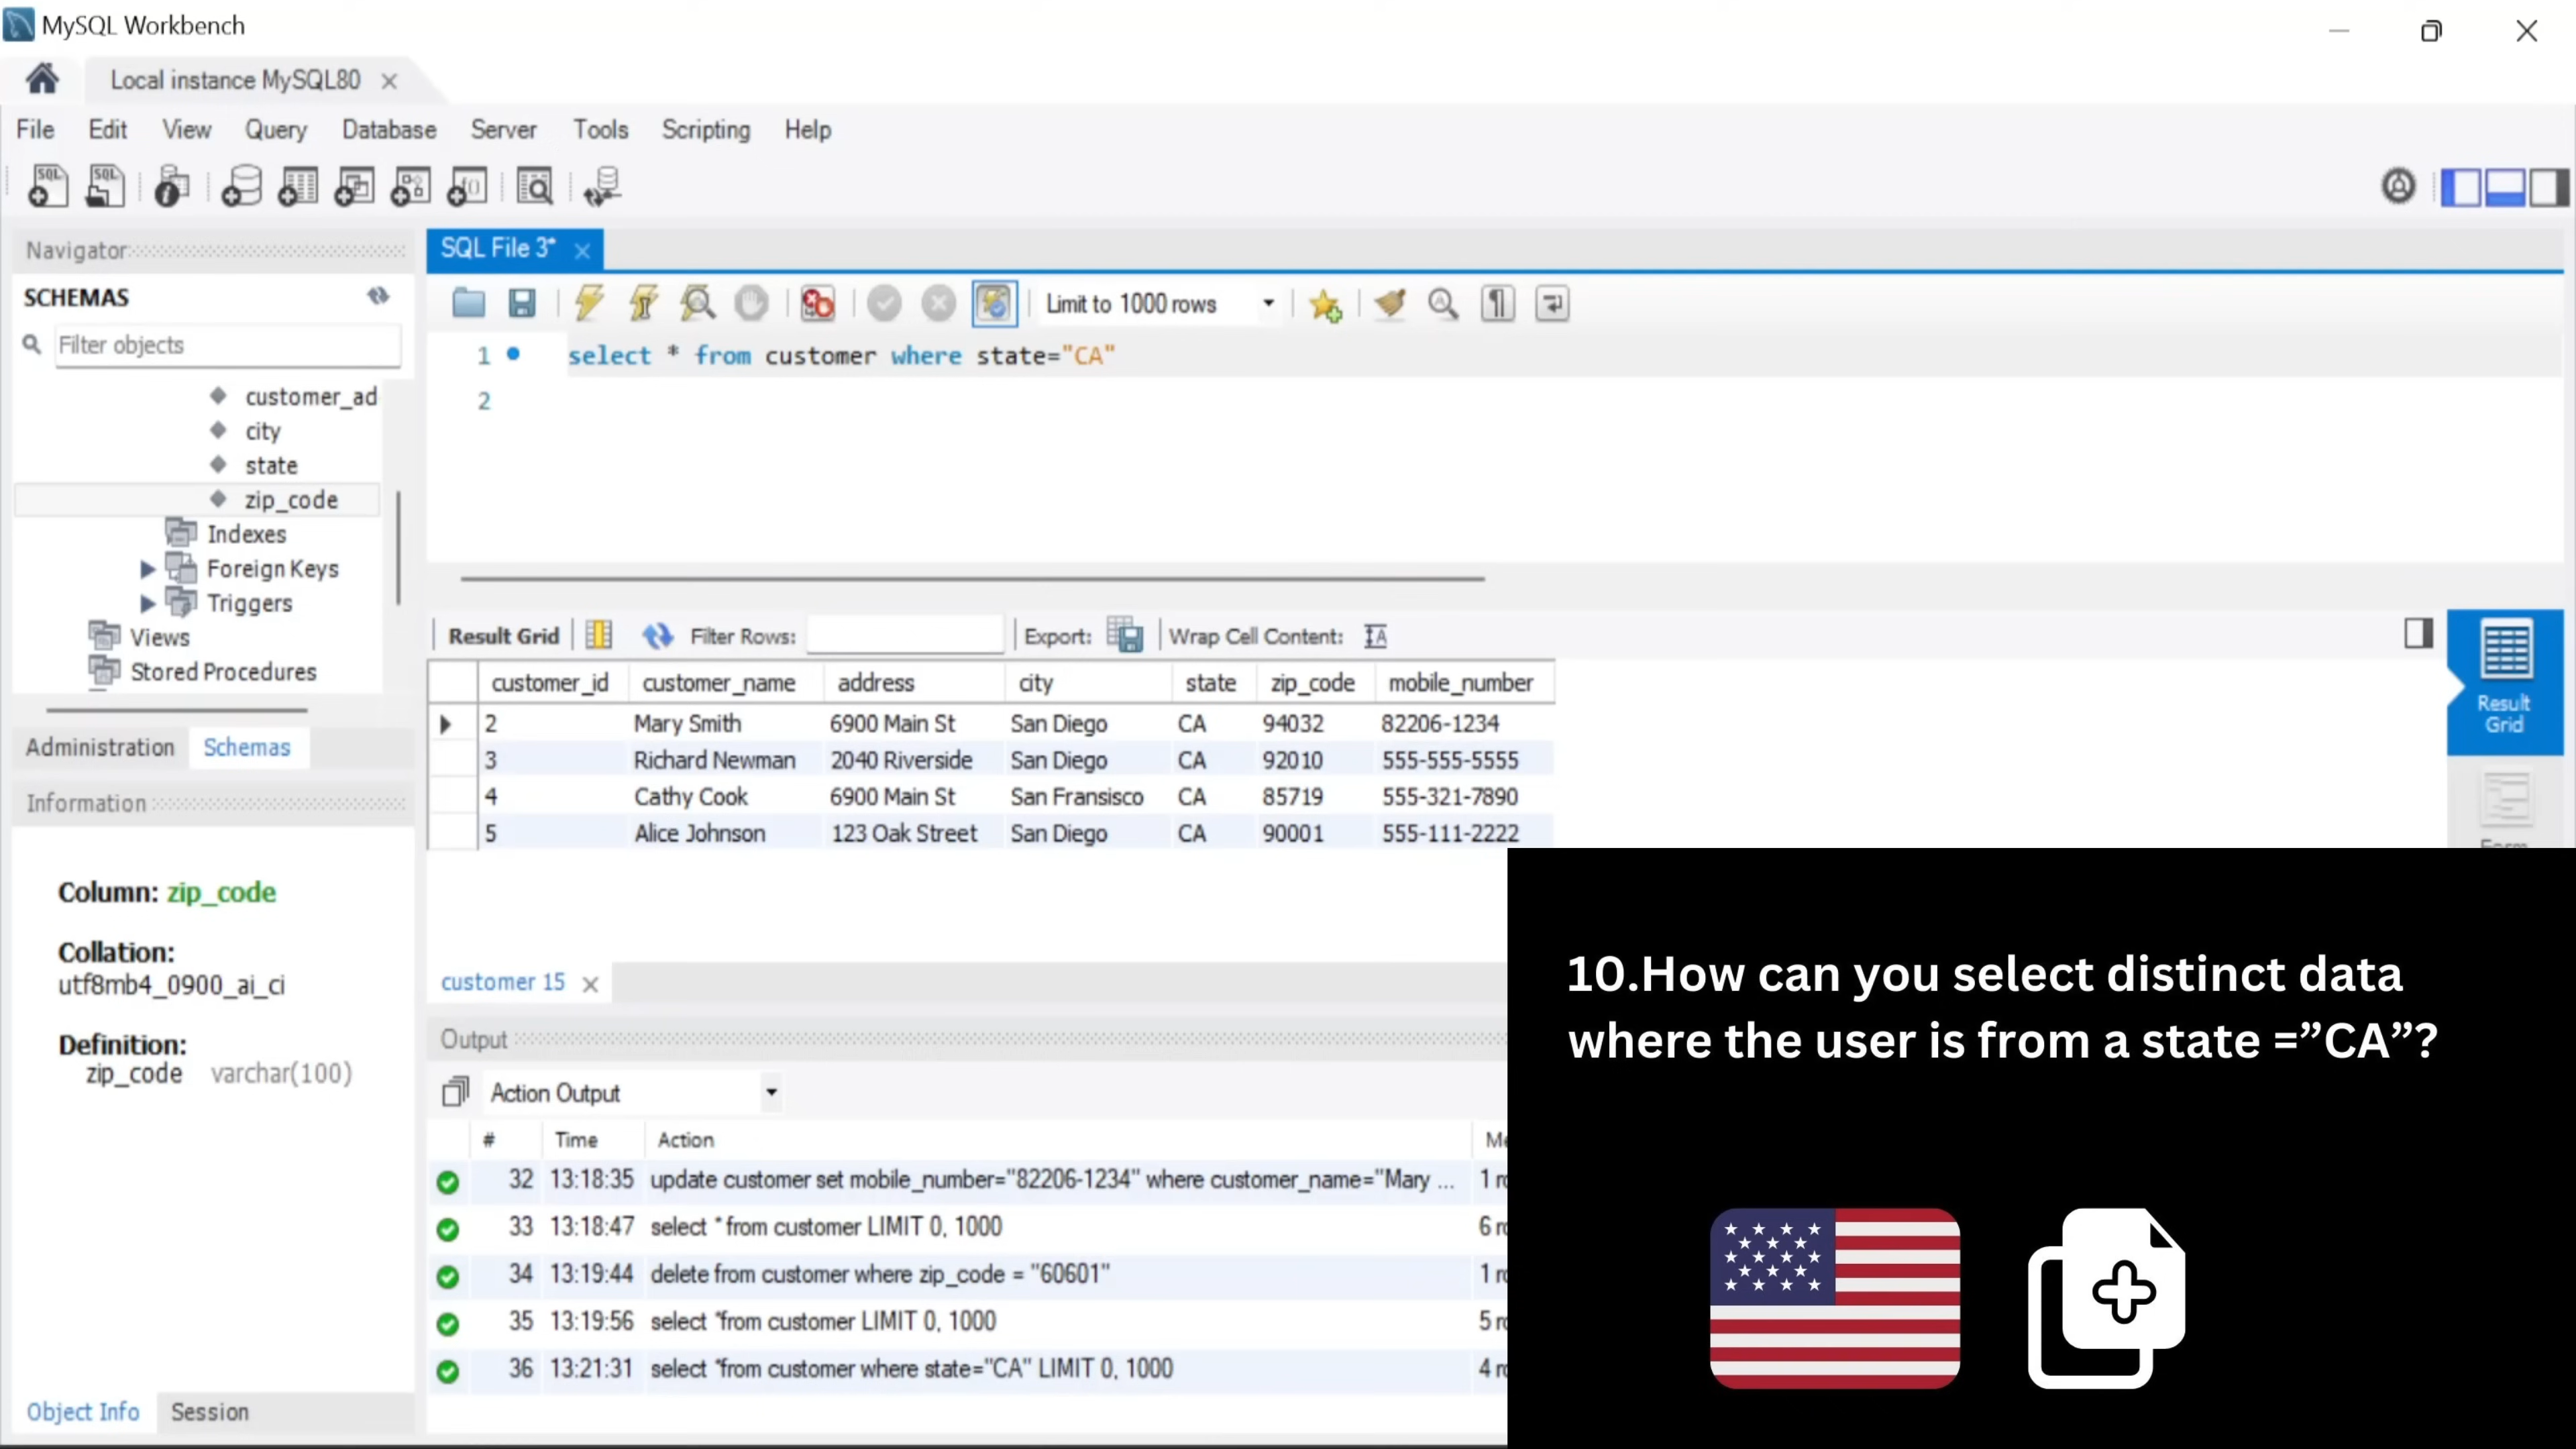 MySQL Workbench
Local instance MySQL80
File Edit View Query Database Server Tools Scripting Help
SQL SQL
Navigator
SCHEMAS
Filter objects
customer_ad
city
state
zip_code
Indexes
Foreign Keys
Triggers
Views
Stored Procedures
Administration Schemas
Information
Column: zip_code
Collation:
utf8mb4_0900_ai_ci
Definition:
zip_code varchar(100)
Object Info Session
SQL File 3*
Limit to 1000 rows
1 select * from customer where state="CA"
2
Result Grid Filter Rows: Export: Wrap Cell Content:
customer_id customer_name address city state zip_code mobile_number
2 Mary Smith 6900 Main St San Diego CA 94032 82206-1234
3 Richard Newman 2040 Riverside San Diego CA 92010 555-555-5555
4 Cathy Cook 6900 Main St San Fransisco CA 85719 555-321-7890
5 Alice Johnson 123 Oak Street San Diego CA 90001 555-111-2222
Result
Grid
customer 15
Output
Action Output
# Time Action
32 13:18:35 update customer set mobile_number="82206-1234" where customer_name="Mary ... 1
33 13:18:47 select * from customer LIMIT 0, 1000 6
34 13:19:44 delete from customer where zip_code = "60601" 1
35 13:19:56 select *from customer LIMIT 0, 1000 5
36 13:21:31 select *from customer where state="CA" LIMIT 0, 1000 4
10.How can you select distinct data
where the user is from a state =”CA”?